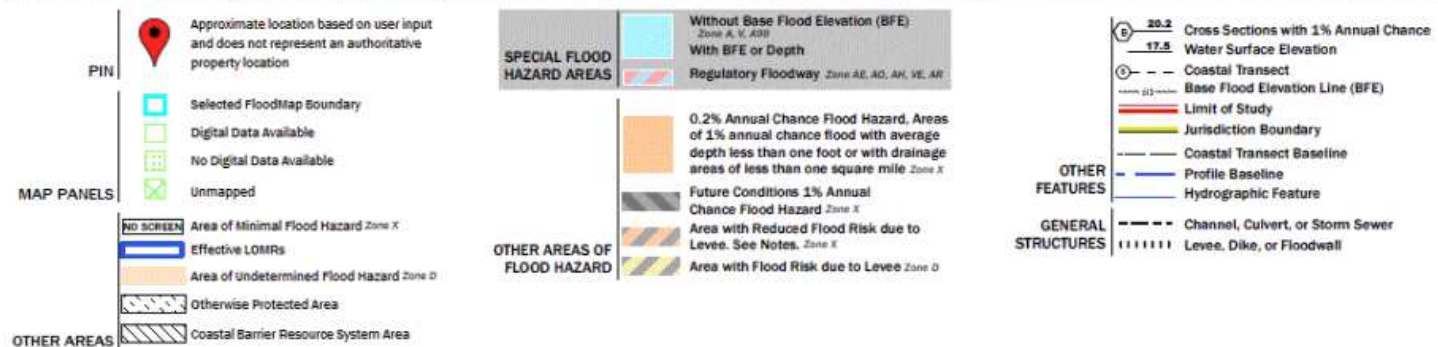 Approximate location based on user input
and does not represent an authoritative
property location
PIN
Selected FloodMap Boundary
Digital Data Available
No Digital Data Available
Unmapped
MAP PANELS
NO SCREEN Area of Minimal Flood Hazard Zone X
Effective LOMRs
Area of Undetermined Flood Hazard Zone D
Otherwise Protected Area
Coastal Barrier Resource System Area
OTHER AREAS
Without Base Flood Elevation (BFE)
Zone A, V, A99
With BFE or Depth
SPECIAL FLOOD
HAZARD AREAS
Regulatory Floodway Zone AE, AO, AH, VE, AR
0.2% Annual Chance Flood Hazard, Areas
of 1% annual chance flood with average
depth less than one foot or with drainage
areas of less than one square mile Zone X
Future Conditions 1% Annual
Chance Flood Hazard Zone X
Area with Reduced Flood Risk due to
Levee. See Notes. Zone X
OTHER AREAS OF
FLOOD HAZARD
Area with Flood Risk due to Levee Zone D
B 20.2 Cross Sections with 1% Annual Chance
17.5 Water Surface Elevation
Coastal Transect
Base Flood Elevation Line (BFE)
Limit of Study
Jurisdiction Boundary
Coastal Transect Baseline
OTHER
FEATURES
Profile Baseline
Hydrographic Feature
GENERAL
STRUCTURES
Channel, Culvert, or Storm Sewer
Levee, Dike, or Floodwall